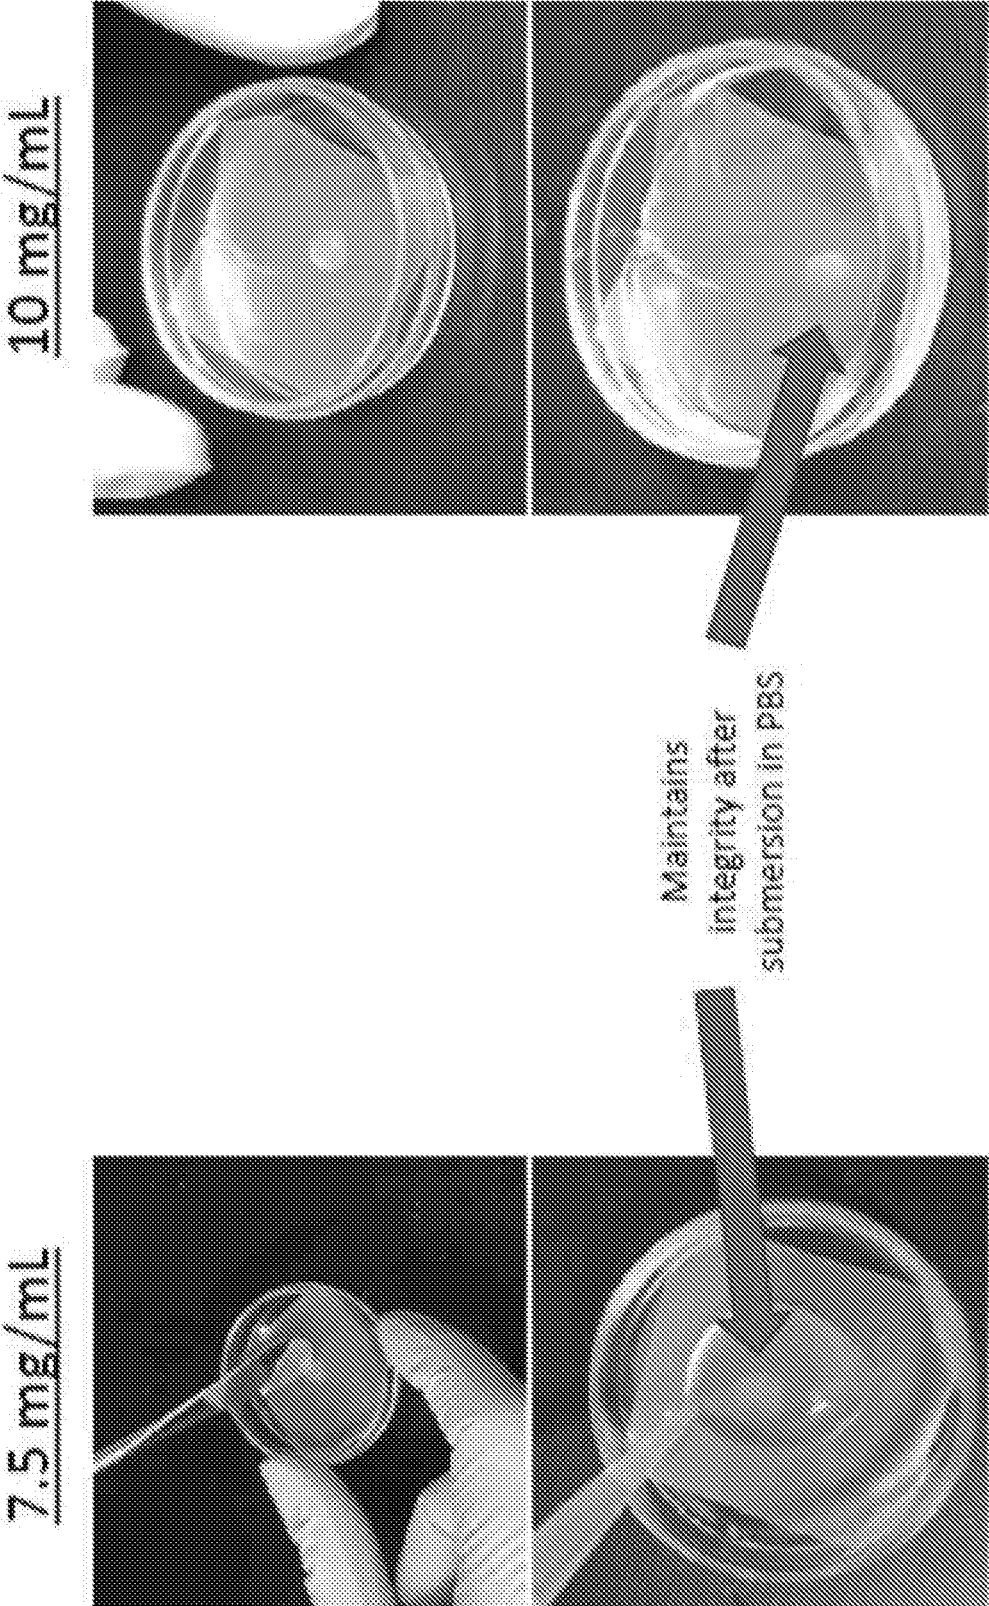 7.5 mg/mL
10 mg/mL
Maintains
integrity after
submersion in PBS